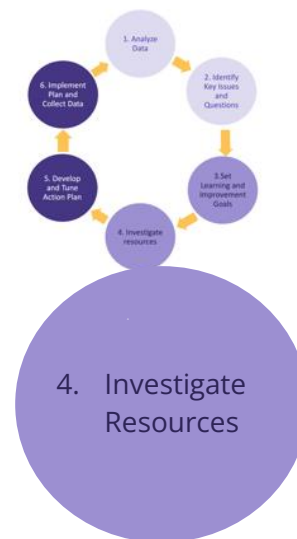 1. Analyze
Data
2. Identify
Key Issues
and
Questions
3.Set
Learning and
Improvement
Goals
4. Investigate
resources
5. Develop
and Tune
Action Plan
6. Implement
Plan and
Collect Data
4. Investigate
Resources